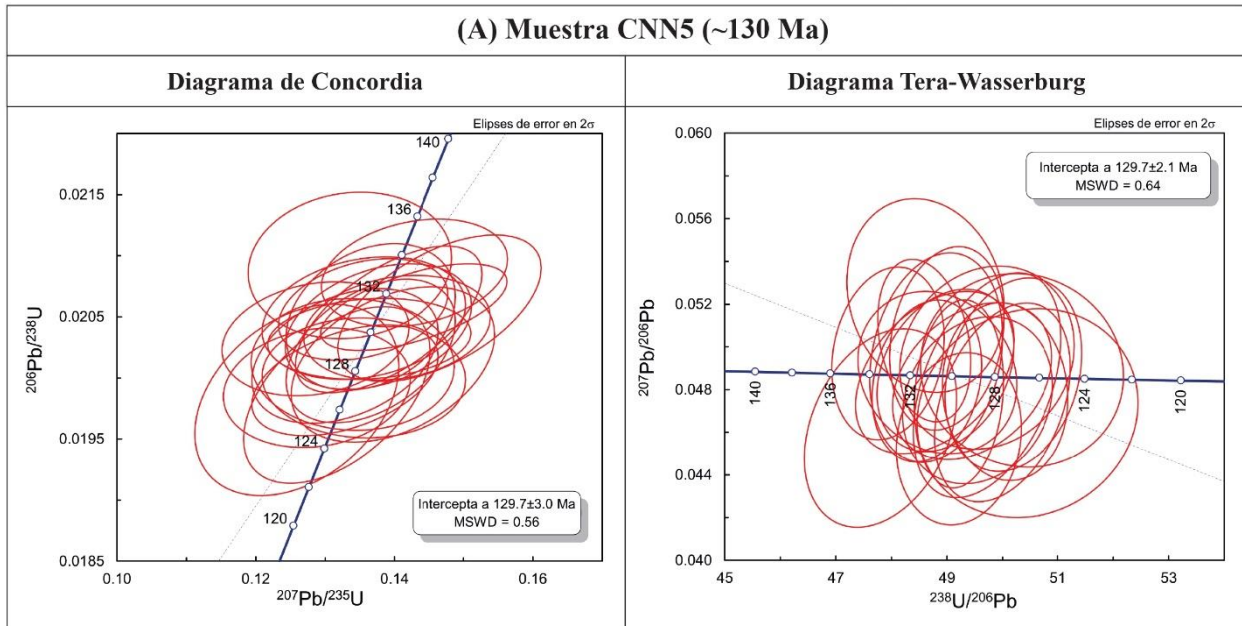 (A) Muestra CNN5 (~130 Ma)
Diagrama de Concordia
Diagrama Tera-Wasserburg
Elipses de error en 2σ
140
136
132
128
124
120
0.0215
0.0205
0.0195
0.0185
0.10
0.12
0.14
0.16
²⁰⁶Pb/²³⁸U
²⁰⁷Pb/²³⁵U
Intercepta a 129.7±3.0 Ma
MSWD = 0.56
Elipses de error en 2σ
Intercepta a 129.7±2.1 Ma
MSWD = 0.64
0.060
0.056
0.052
0.048
0.044
0.040
²⁰⁷Pb/²⁰⁶Pb
140
136
132
128
124
120
45
47
49
51
53
²³⁸U/²⁰⁶Pb